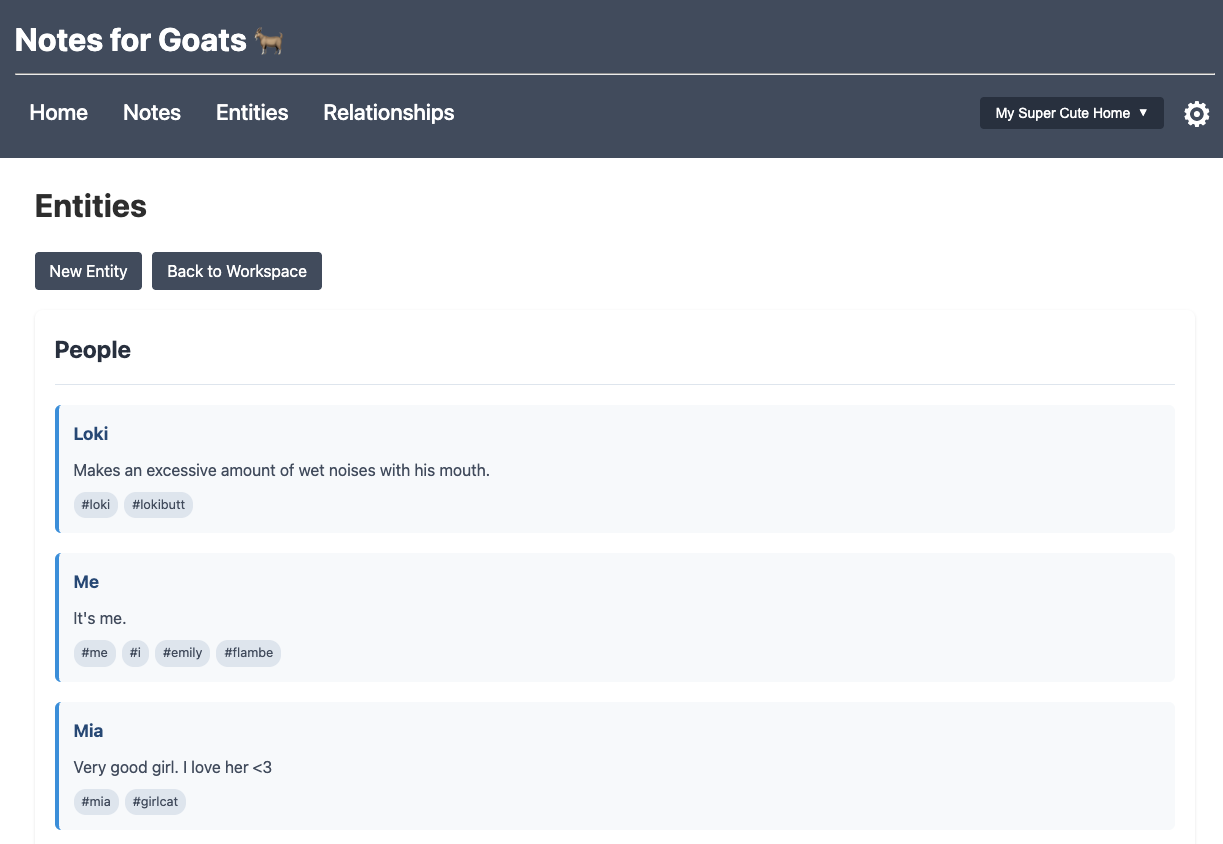 Notes for Goats 🐐
Home Notes Entities Relationships My Super Cute Home ▼
Entities
New Entity Back to Workspace
People
Loki
Makes an excessive amount of wet noises with his mouth.
#loki #lokibutt
Me
It's me.
#me #i #emily #flambe
Mia
Very good girl. I love her <3
#mia #girlcat